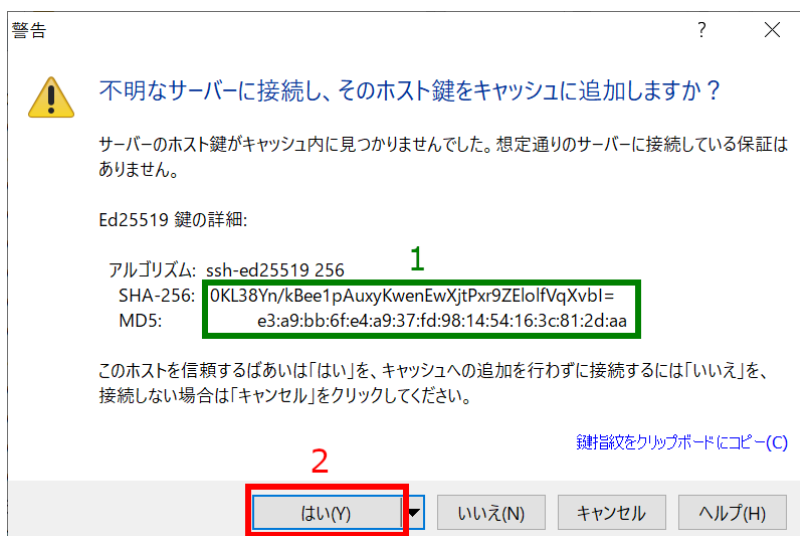 警告
?
不明なサーバーに接続し、そのホスト鍵をキャッシュに追加しますか？
サーバーのホスト鍵がキャッシュ内に見つかりませんでした。想定通りのサーバーに接続している保証は
ありません。
Ed25519 鍵の詳細:
1
アルゴリズム: ssh-ed25519 256
SHA-256: 0KL38Yn/kBee1pAuxyKwenEwXjtPxr9ZElolfVqXvbI=
MD5: e3:a9:bb:6f:e4:a9:37:fd:98:14:54:16:3c:81:2d:aa
このホストを信頼するばあいは「はい」を、キャッシュへの追加を行わずに接続するには「いいえ」を、
接続しない場合は「キャンセル」をクリックしてください。
鍵指紋をクリップボードにコピー(C)
2
はい(Y) いいえ(N) キャンセル ヘルプ(H)